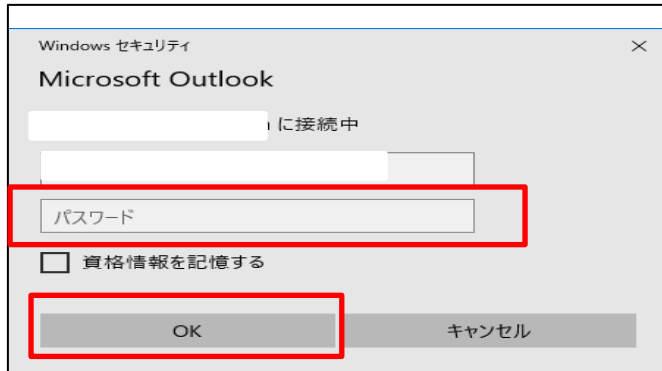 Windows セキュリティ
Microsoft Outlook
に接続中
パスワード
資格情報を記憶する
OK キャンセル